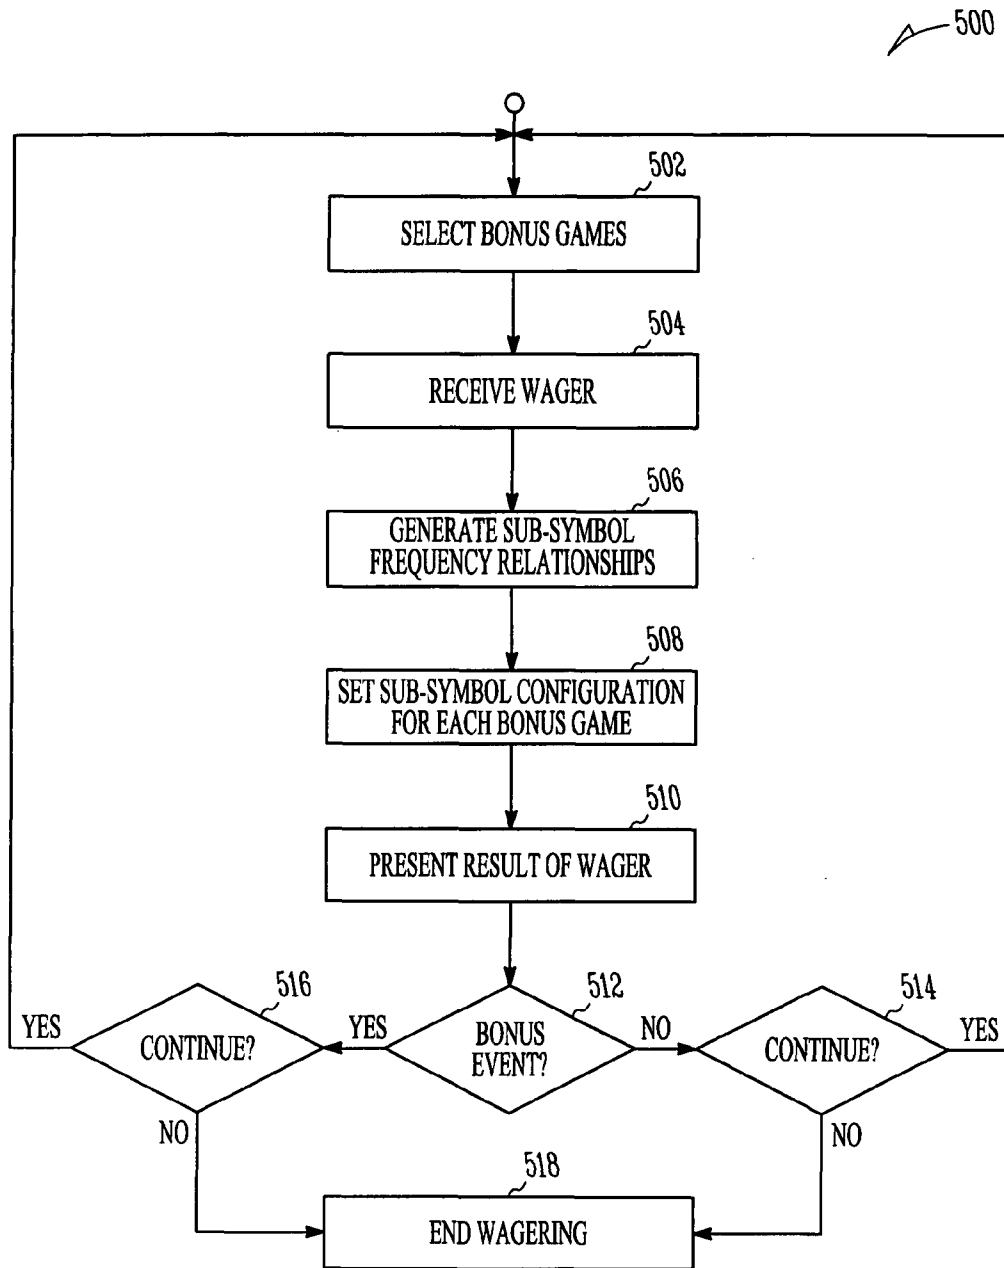 500
502
SELECT BONUS GAMES
504
RECEIVE WAGER
506
GENERATE SUB-SYMBOL
FREQUENCY RELATIONSHIPS
508
SET SUB-SYMBOL CONFIGURATION
FOR EACH BONUS GAME
510
PRESENT RESULT OF WAGER
516
512
514
YES
CONTINUE?
YES
BONUS
EVENT?
NO
CONTINUE?
YES
NO
NO
518
END WAGERING